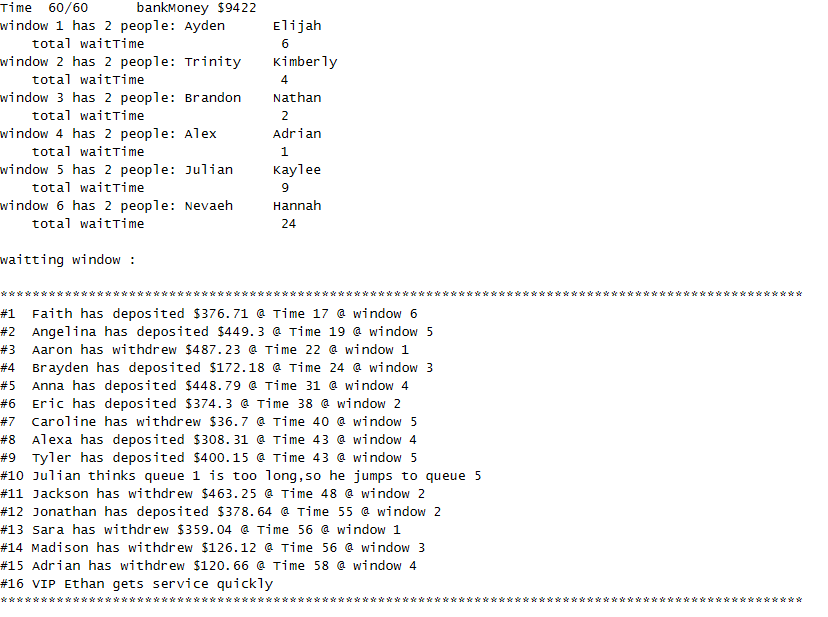 Time  60/60      bankMoney $9422
window 1 has 2 people: Ayden      Elijah
    total waitTime                 6
window 2 has 2 people: Trinity    Kimberly
    total waitTime                 4
window 3 has 2 people: Brandon    Nathan
    total waitTime                 2
window 4 has 2 people: Alex       Adrian
    total waitTime                 1
window 5 has 2 people: Julian     Kaylee
    total waitTime                 9
window 6 has 2 people: Nevaeh     Hannah
    total waitTime                 24
waitting window :
****************************************************************************************************
#1  Faith has deposited $376.71 @ Time 17 @ window 6
#2  Angelina has deposited $449.3 @ Time 19 @ window 5
#3  Aaron has withdrew $487.23 @ Time 22 @ window 1
#4  Brayden has deposited $172.18 @ Time 24 @ window 3
#5  Anna has deposited $448.79 @ Time 31 @ window 4
#6  Eric has deposited $374.3 @ Time 38 @ window 2
#7  Caroline has withdrew $36.7 @ Time 40 @ window 5
#8  Alexa has deposited $308.31 @ Time 43 @ window 4
#9  Tyler has deposited $400.15 @ Time 43 @ window 5
#10 Julian thinks queue 1 is too long,so he jumps to queue 5
#11 Jackson has withdrew $463.25 @ Time 48 @ window 2
#12 Jonathan has deposited $378.64 @ Time 55 @ window 2
#13 Sara has withdrew $359.04 @ Time 56 @ window 1
#14 Madison has withdrew $126.12 @ Time 56 @ window 3
#15 Adrian has withdrew $120.66 @ Time 58 @ window 4
#16 VIP Ethan gets service quickly
****************************************************************************************************